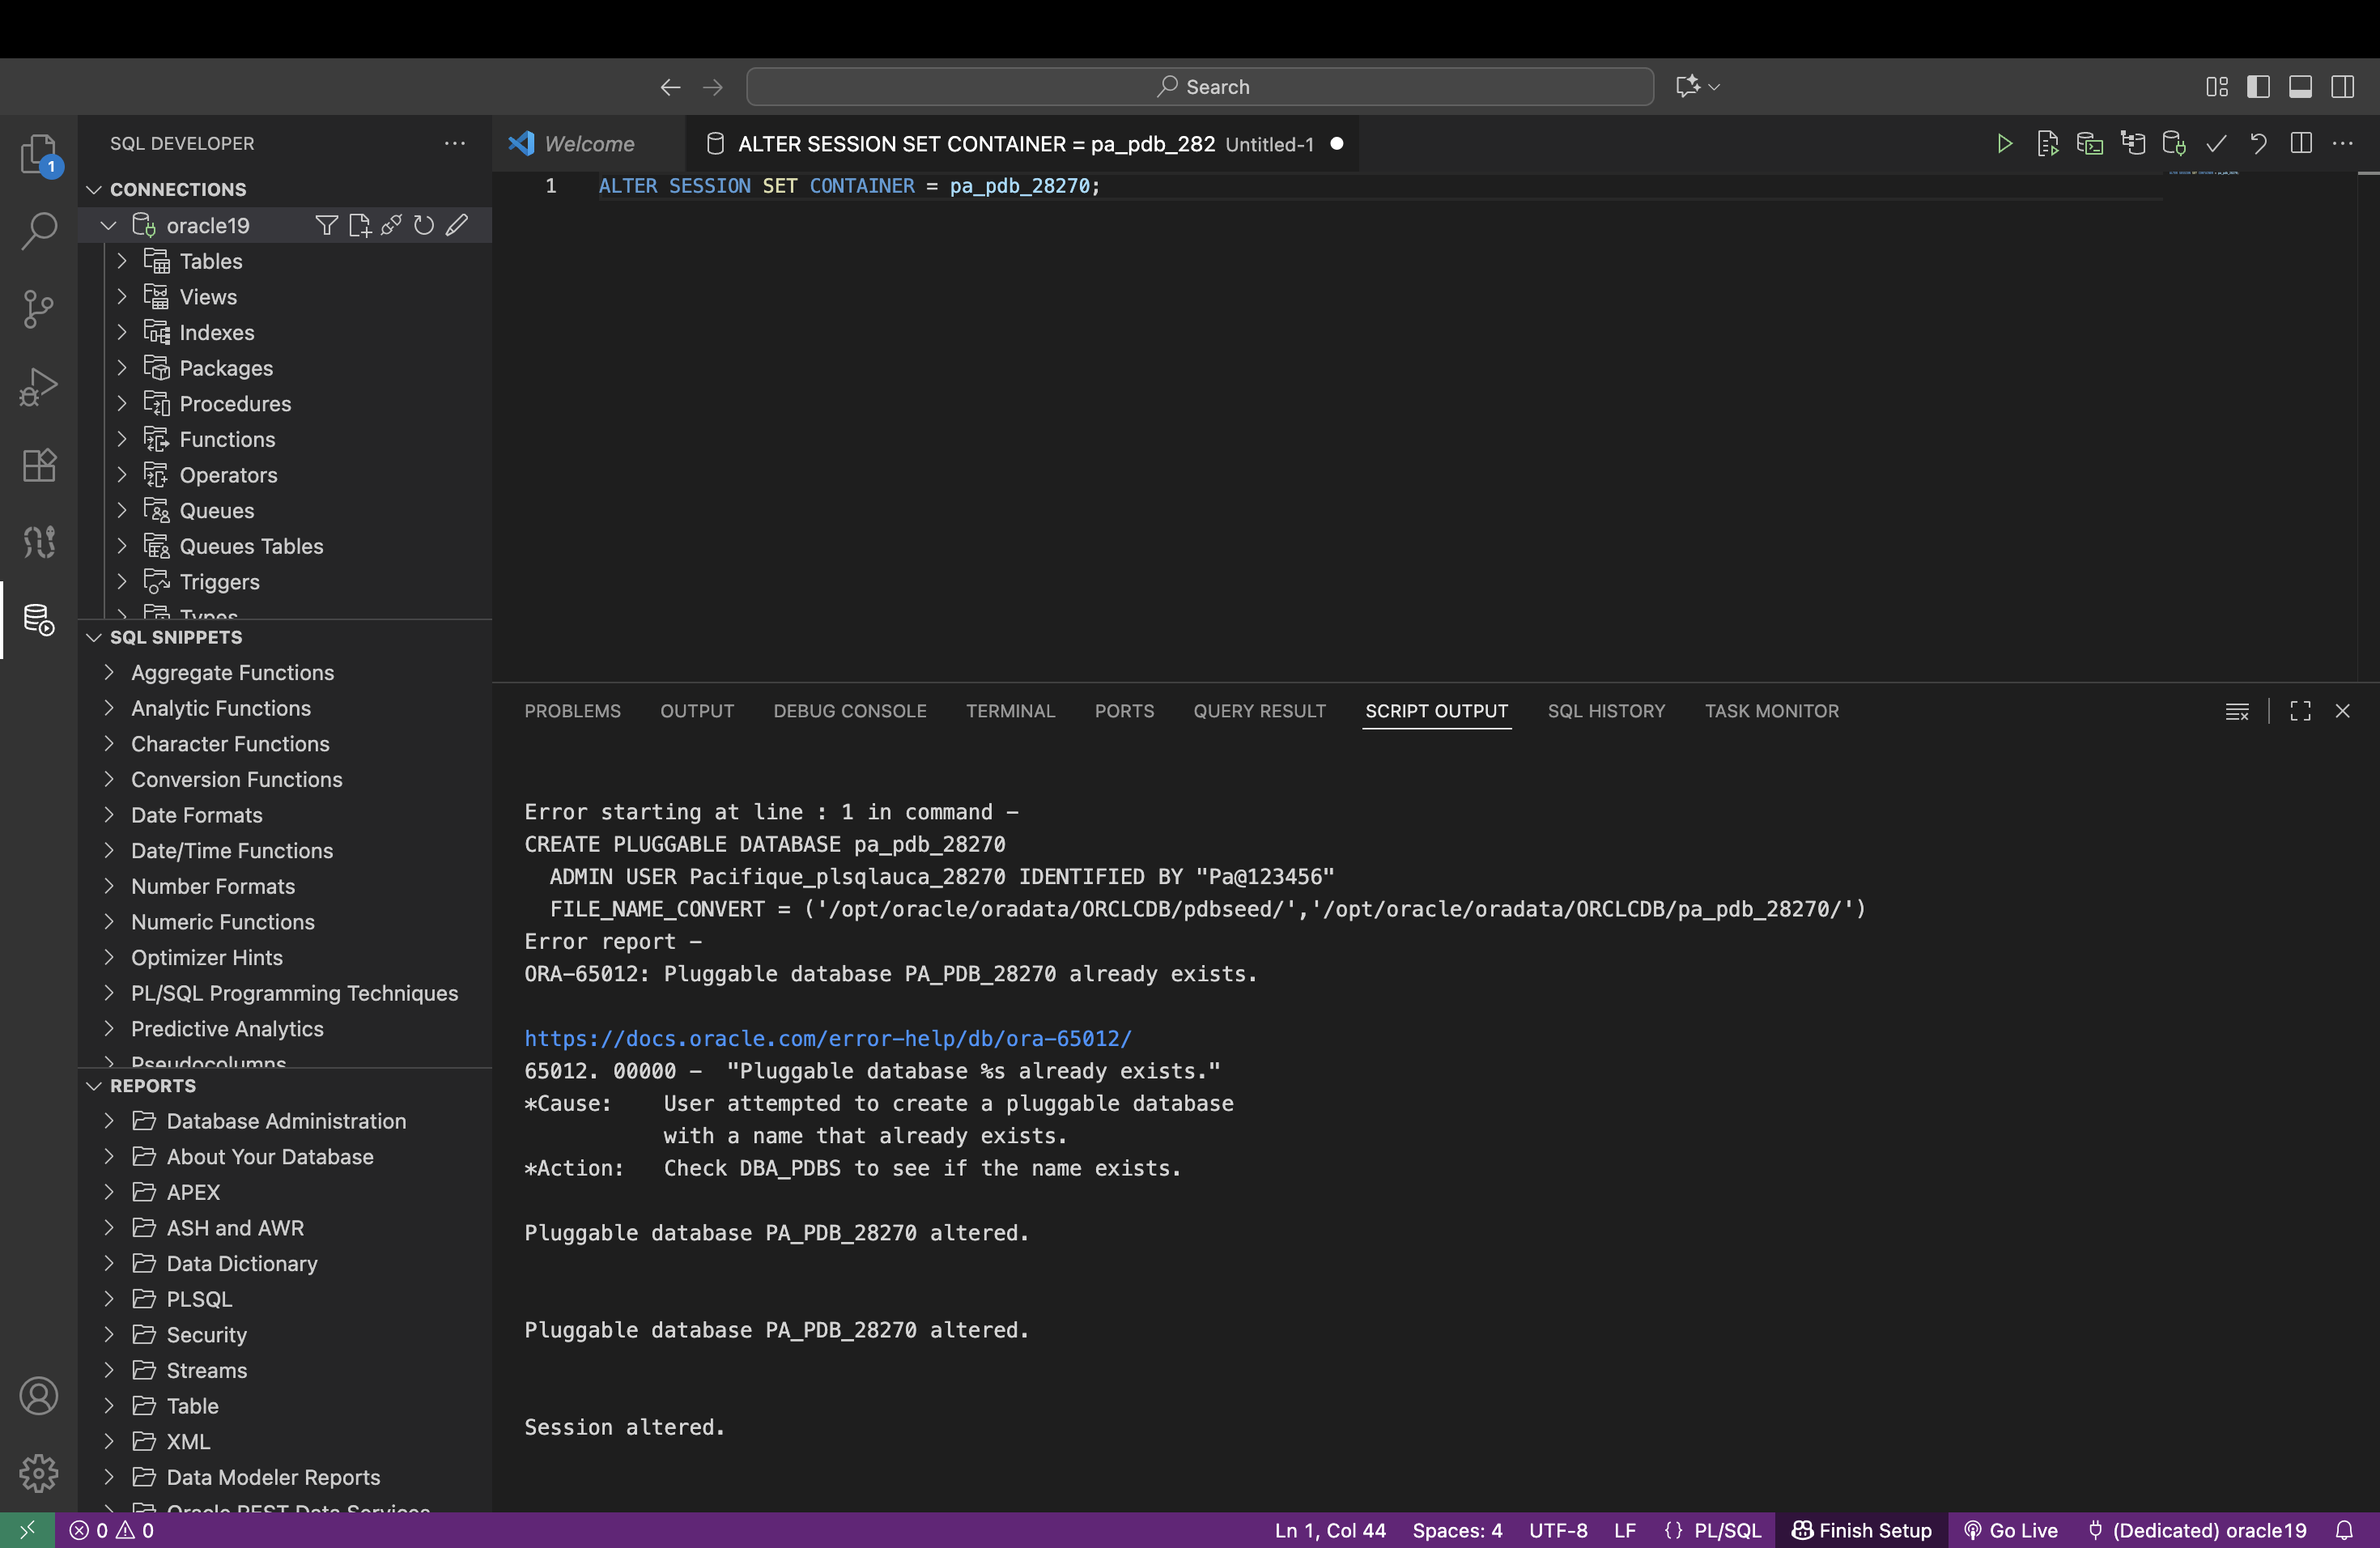 Search
SQL DEVELOPER
Welcome
ALTER SESSION SET CONTAINER = pa_pdb_282 Untitled-1
1
CONNECTIONS
oracle19
Tables
Views
Indexes
Packages
Procedures
Functions
Operators
Queues
Queues Tables
Triggers
Types
SQL SNIPPETS
Aggregate Functions
Analytic Functions
Character Functions
Conversion Functions
Date Formats
Date/Time Functions
Number Formats
Numeric Functions
Optimizer Hints
PL/SQL Programming Techniques
Predictive Analytics
Pseudocolumns
REPORTS
Database Administration
About Your Database
APEX
ASH and AWR
Data Dictionary
PLSQL
Security
Streams
Table
XML
Data Modeler Reports
Oracle REST Data Services
1 ALTER SESSION SET CONTAINER = pa_pdb_28270;
PROBLEMS OUTPUT DEBUG CONSOLE TERMINAL PORTS QUERY RESULT SCRIPT OUTPUT SQL HISTORY TASK MONITOR
Error starting at line : 1 in command -
CREATE PLUGGABLE DATABASE pa_pdb_28270
ADMIN USER Pacifique_plsqlauca_28270 IDENTIFIED BY "Pa@123456"
FILE_NAME_CONVERT = ('/opt/oracle/oradata/ORCLCDB/pdbseed/','/opt/oracle/oradata/ORCLCDB/pa_pdb_28270/')
Error report -
ORA-65012: Pluggable database PA_PDB_28270 already exists.
https://docs.oracle.com/error-help/db/ora-65012/
65012. 00000 - "Pluggable database %s already exists."
*Cause: User attempted to create a pluggable database
with a name that already exists.
*Action: Check DBA_PDBS to see if the name exists.
Pluggable database PA_PDB_28270 altered.
Pluggable database PA_PDB_28270 altered.
Session altered.
0 0
Ln 1, Col 44 Spaces: 4 UTF-8 LF {} PL/SQL Finish Setup Go Live (Dedicated) oracle19